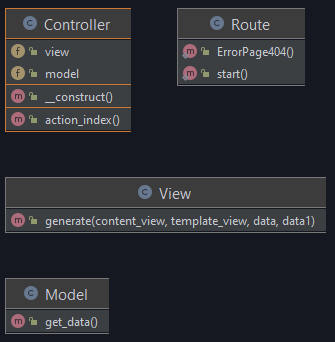 Controller
view
model
__construct()
action_index()
Route
ErrorPage404()
start()
View
generate(content_view, template_view, data, data1)
Model
get_data()